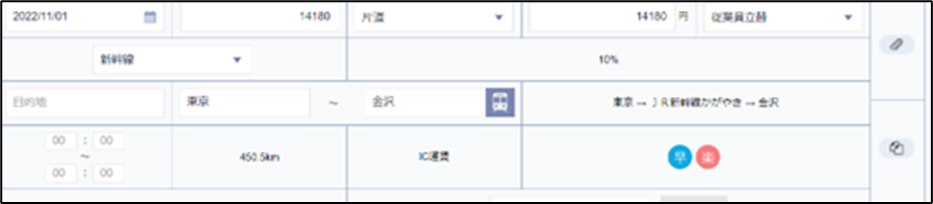 2022/11/01 14180 片道 14180 円 従業員立替
新幹線 10%
目的地 東京 ～ 金沢 東京 → ＪＲ新幹線かがやき → 金沢
00 : 00
～ 450.5km IC運賃 早 楽
00 : 00